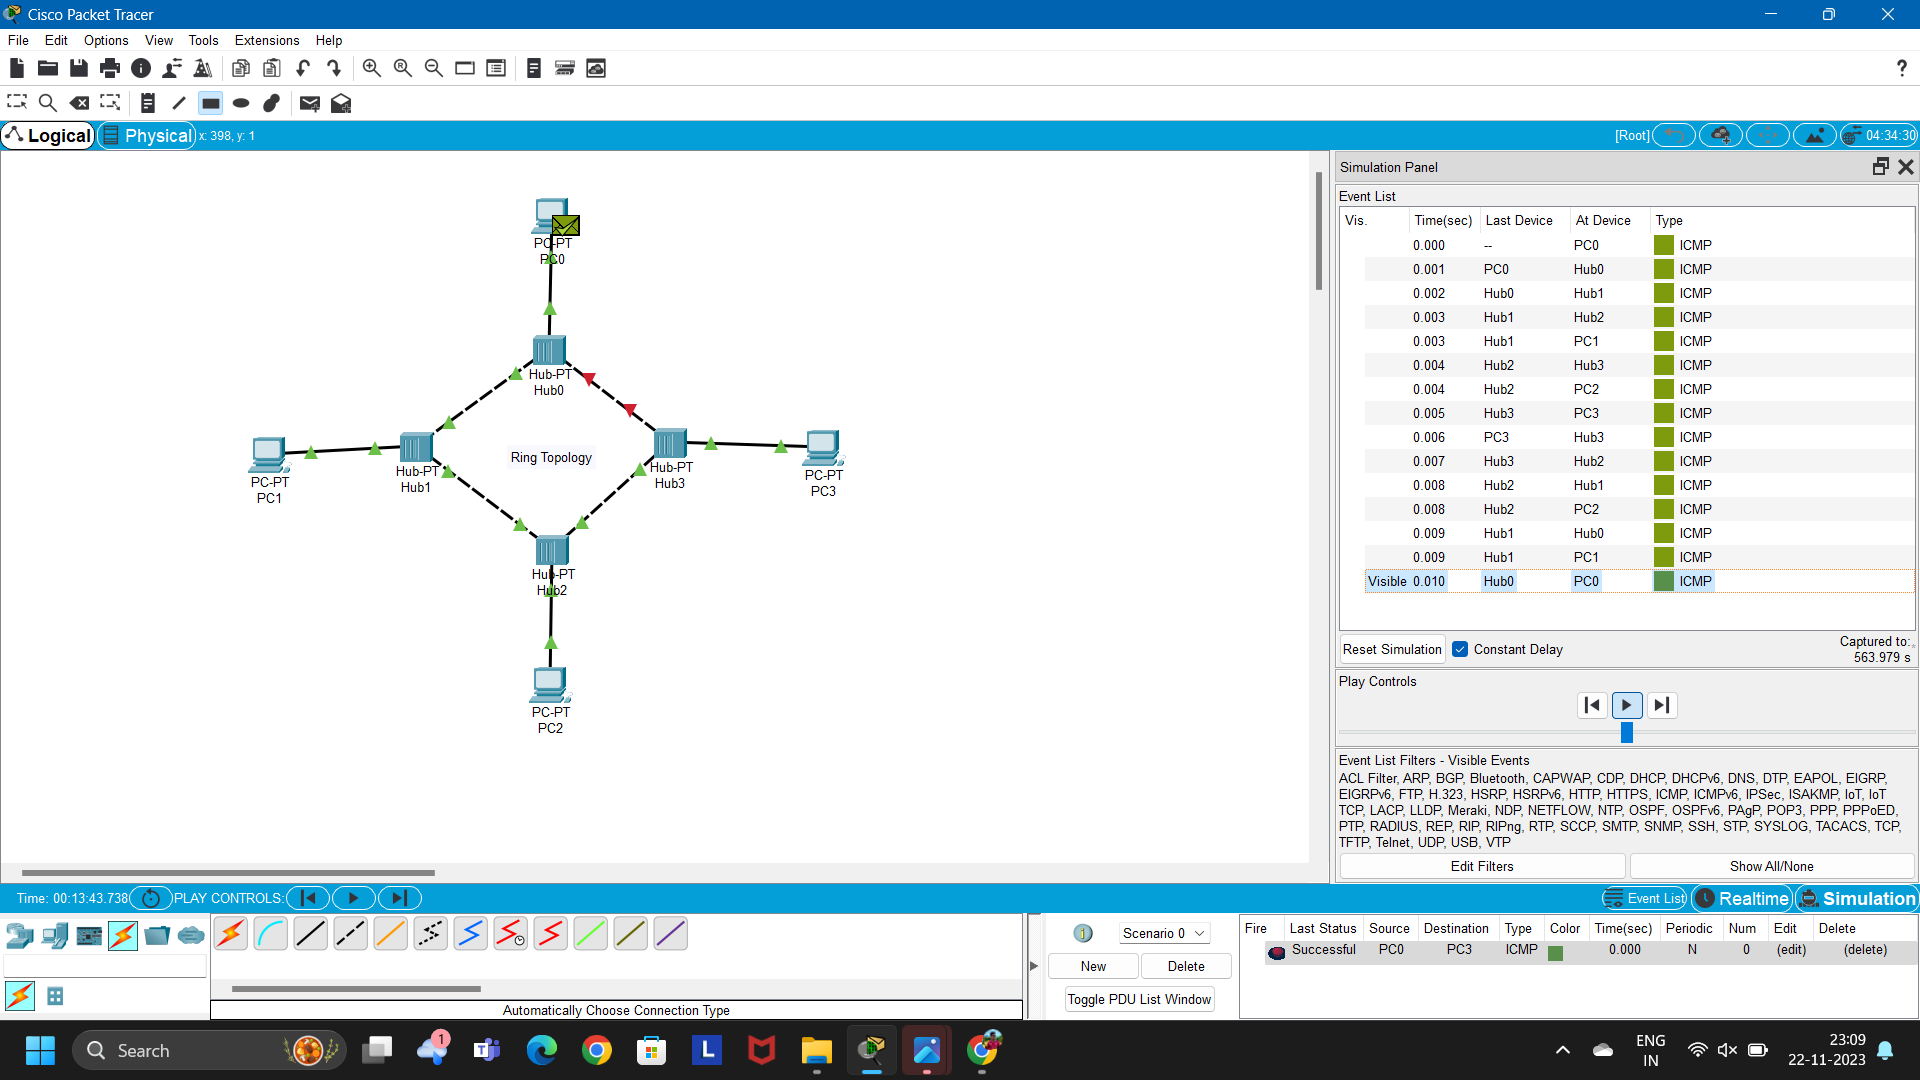 Cisco Packet Tracer
File Edit Options View Tools Extensions Help
?
Logical Physical x: 398, y: 1 [Root] 04:34:30
PC-PT
PC0
Hub-PT
Hub0
Ring Topology
Hub-PT
Hub1
Hub-PT
Hub3
PC-PT
PC1
PC-PT
PC3
Hub-PT
Hub2
PC-PT
PC2
Simulation Panel
Event List
Vis. Time(sec) Last Device At Device Type
0.000 -- PC0 ICMP
0.001 PC0 Hub0 ICMP
0.002 Hub0 Hub1 ICMP
0.003 Hub1 Hub2 ICMP
0.003 Hub1 PC1 ICMP
0.004 Hub2 Hub3 ICMP
0.004 Hub2 PC2 ICMP
0.005 Hub3 PC3 ICMP
0.006 PC3 Hub3 ICMP
0.007 Hub3 Hub2 ICMP
0.008 Hub2 Hub1 ICMP
0.008 Hub2 PC2 ICMP
0.009 Hub1 Hub0 ICMP
0.009 Hub1 PC1 ICMP
Visible 0.010 Hub0 PC0 ICMP
Reset Simulation Constant Delay Captured to:
563.979 s
Play Controls
Event List Filters - Visible Events
ACL Filter, ARP, BGP, Bluetooth, CAPWAP, CDP, DHCP, DHCPv6, DNS, DTP, EAPOL, EIGRP,
EIGRPv6, FTP, H.323, HSRP, HSRPv6, HTTP, HTTPS, ICMP, ICMPv6, IPSec, ISAKMP, IoT, IoT
TCP, LACP, LLDP, Meraki, NDP, NETFLOW, NTP, OSPF, OSPFv6, PAgP, POP3, PPP, PPPoED,
PTP, RADIUS, REP, RIP, RIPng, RTP, SCCP, SMTP, SNMP, SSH, STP, SYSLOG, TACACS, TCP,
TFTP, Telnet, UDP, USB, VTP
Edit Filters Show All/None
Time: 00:13:43.738 PLAY CONTROLS: Event List Realtime Simulation
1 Scenario 0
New Delete
Toggle PDU List Window
Fire Last Status Source Destination Type Color Time(sec) Periodic Num Edit Delete
Successful PC0 PC3 ICMP 0.000 N 0 (edit) (delete)
Automatically Choose Connection Type
Search 1 L
ENG
IN
23:09
22-11-2023